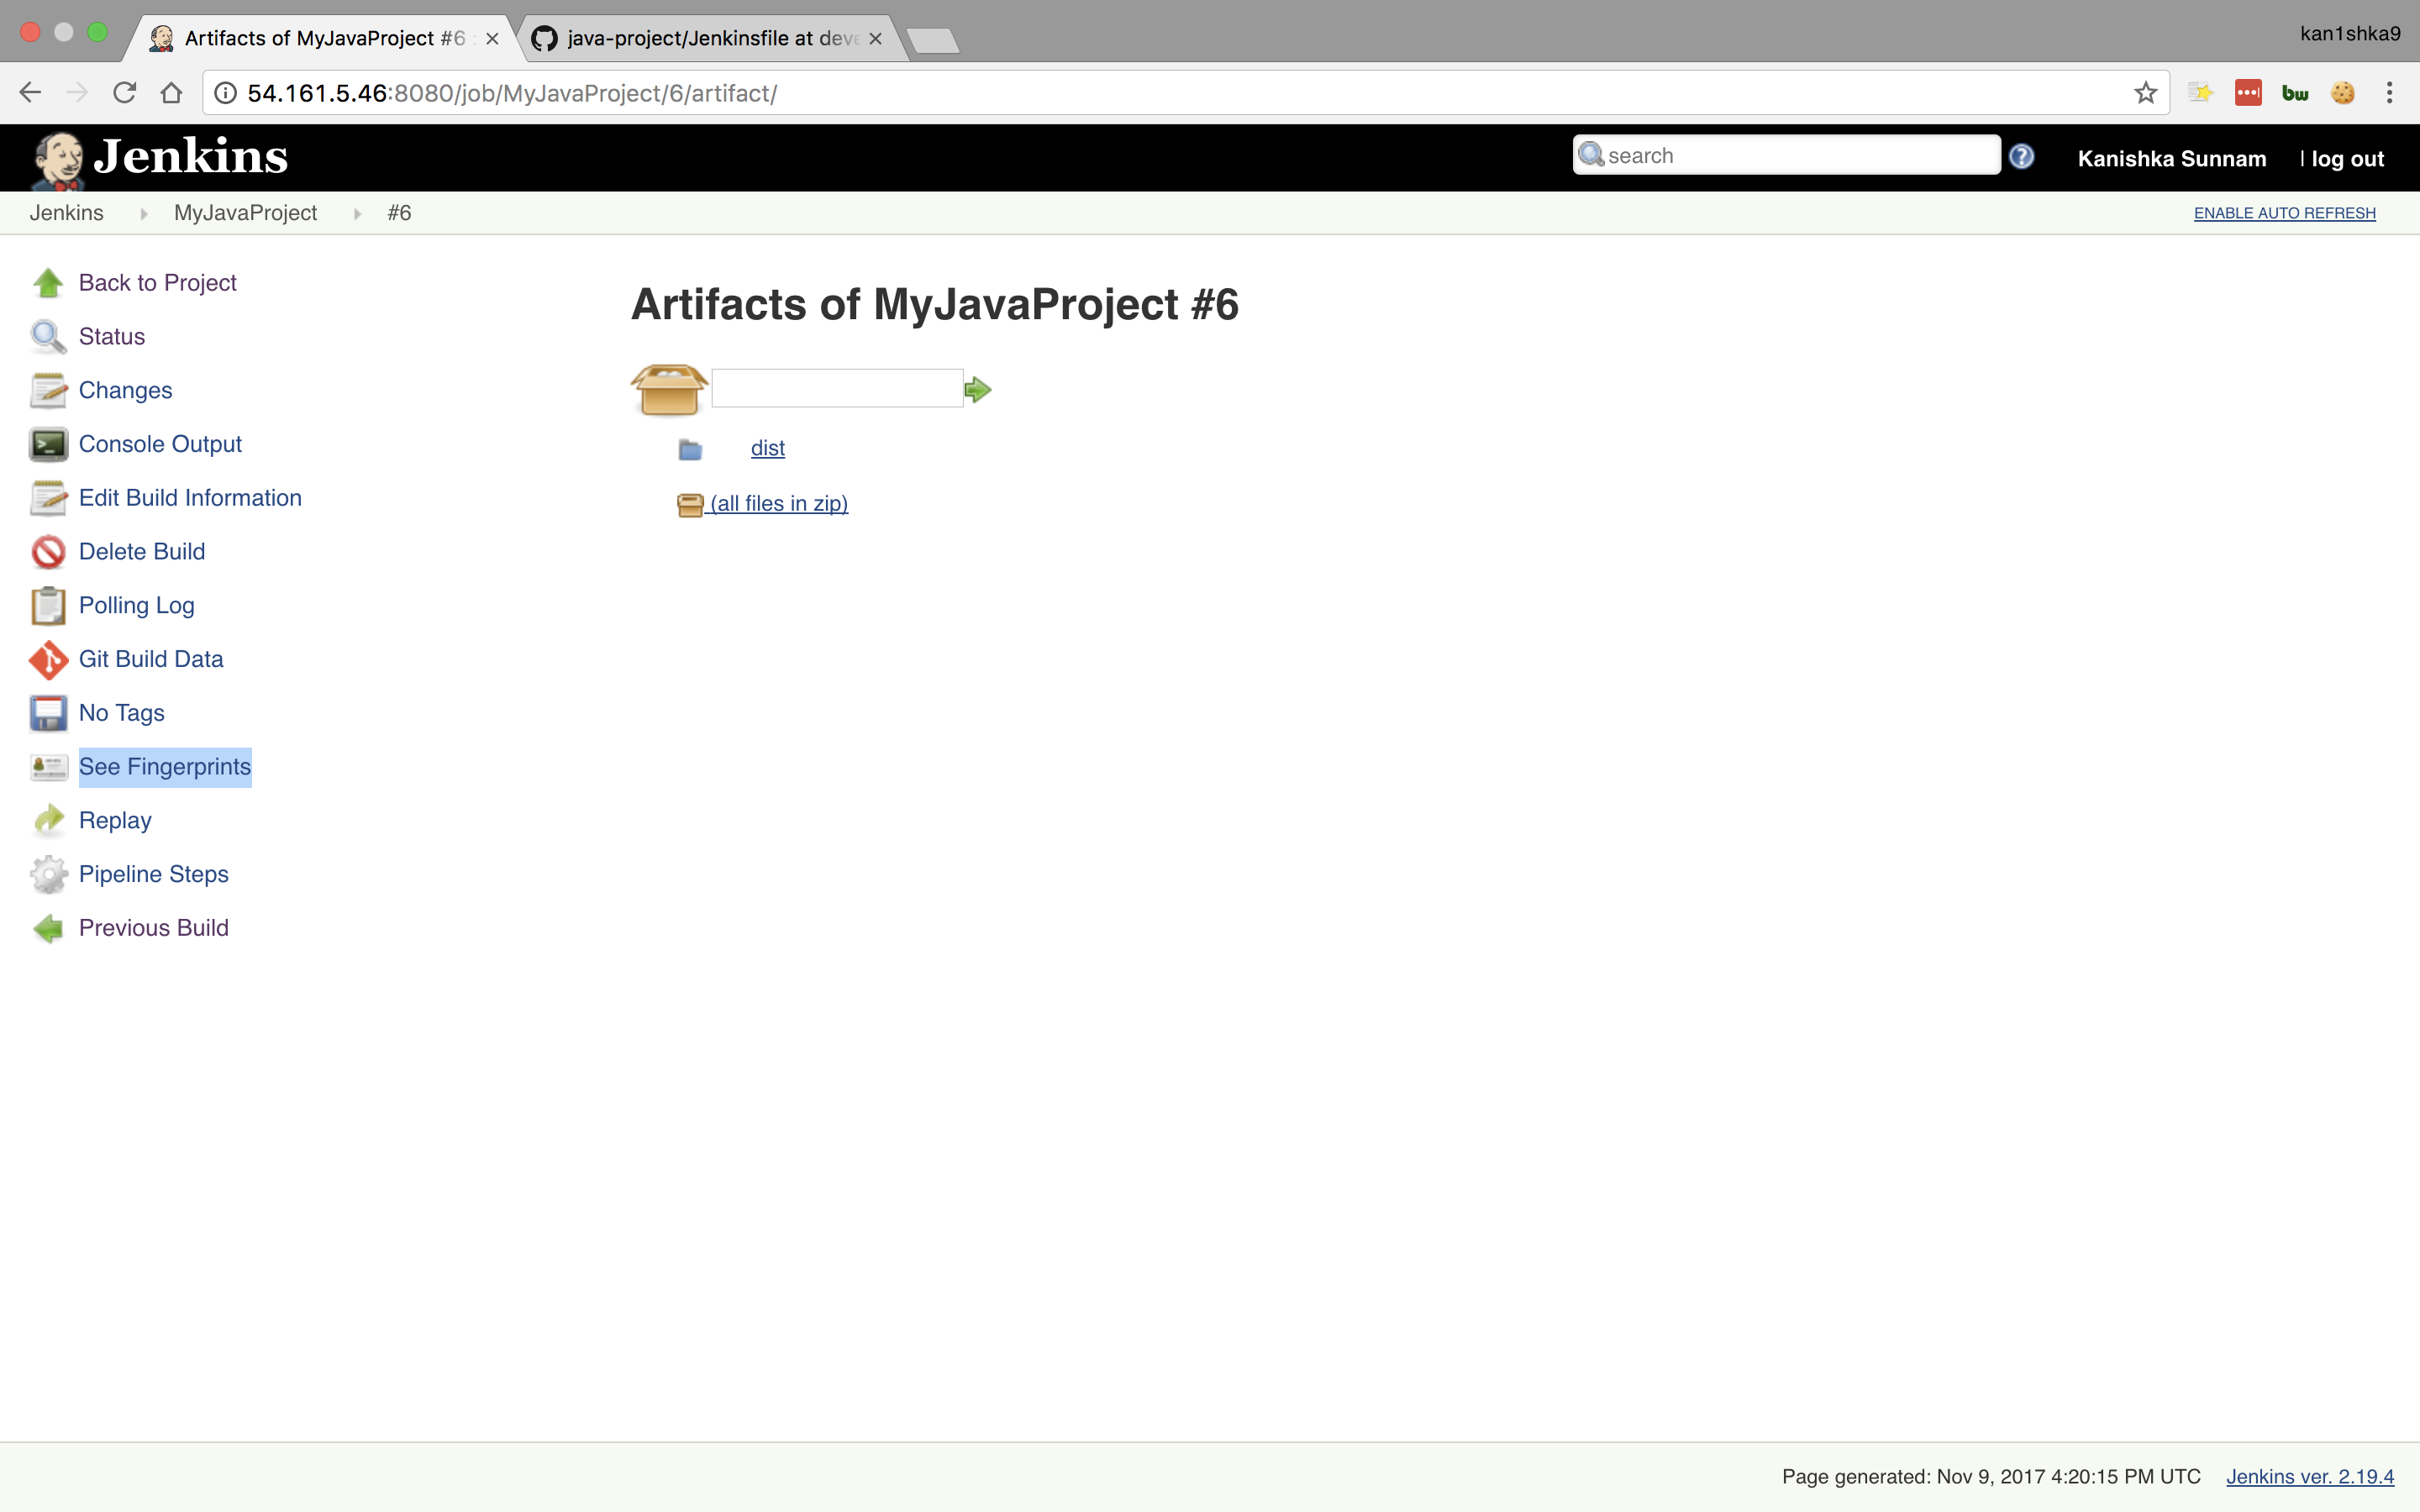 Artifacts of MyJavaProject #6
java-project/Jenkinsfile at deve
kan1shka9
54.161.5.46:8080/job/MyJavaProject/6/artifact/
bw
Jenkins
search
Kanishka Sunnam | log out
Jenkins MyJavaProject #6
ENABLE AUTO REFRESH
Back to Project
Status
Changes
Console Output
Edit Build Information
Delete Build
Polling Log
Git Build Data
No Tags
See Fingerprints
Replay
Pipeline Steps
Previous Build
Artifacts of MyJavaProject #6
dist
(all files in zip)
Page generated: Nov 9, 2017 4:20:15 PM UTC Jenkins ver. 2.19.4